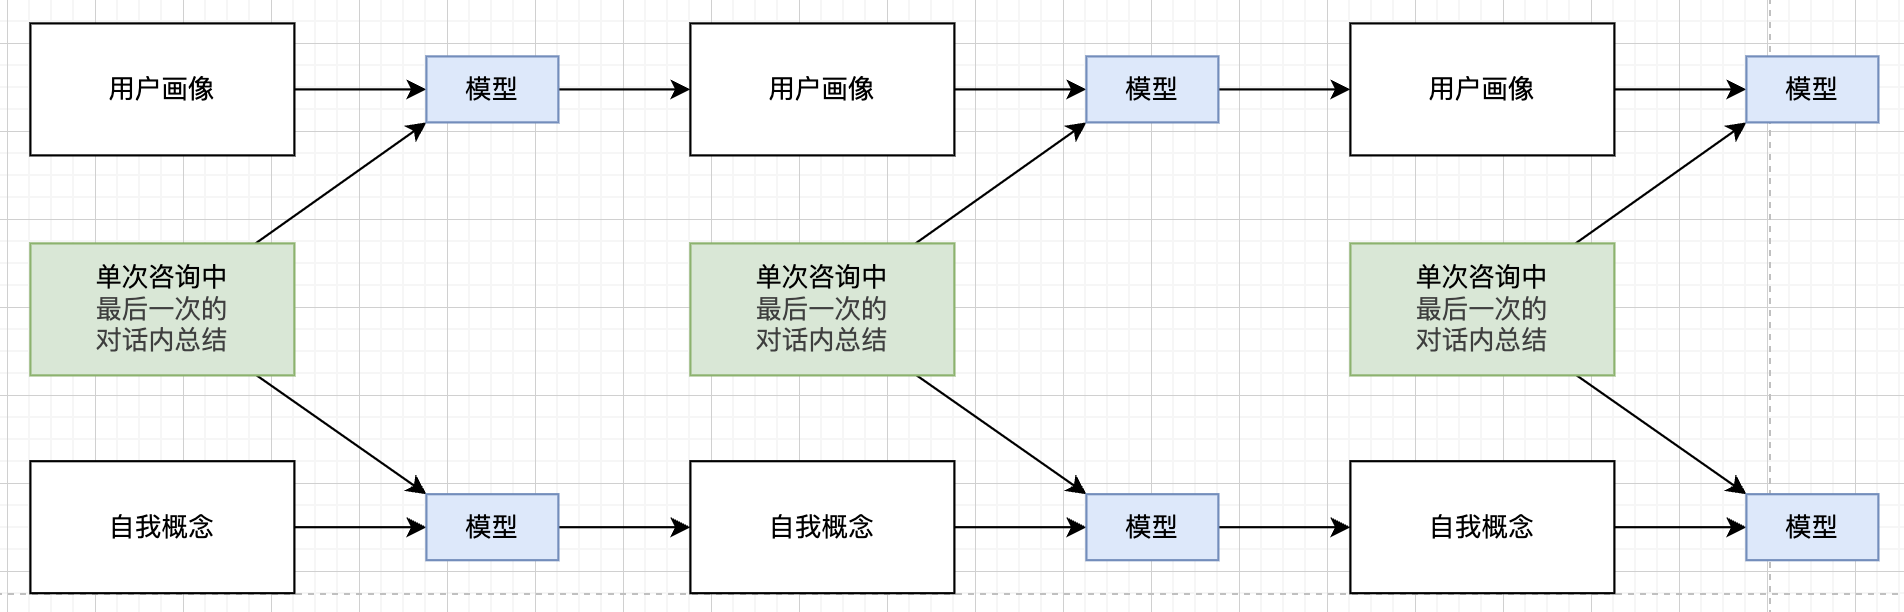 用户画像
模型
用户画像
模型
用户画像
模型
单次咨询中
最后一次的
对话内总结
单次咨询中
最后一次的
对话内总结
单次咨询中
最后一次的
对话内总结
自我概念
模型
自我概念
模型
自我概念
模型